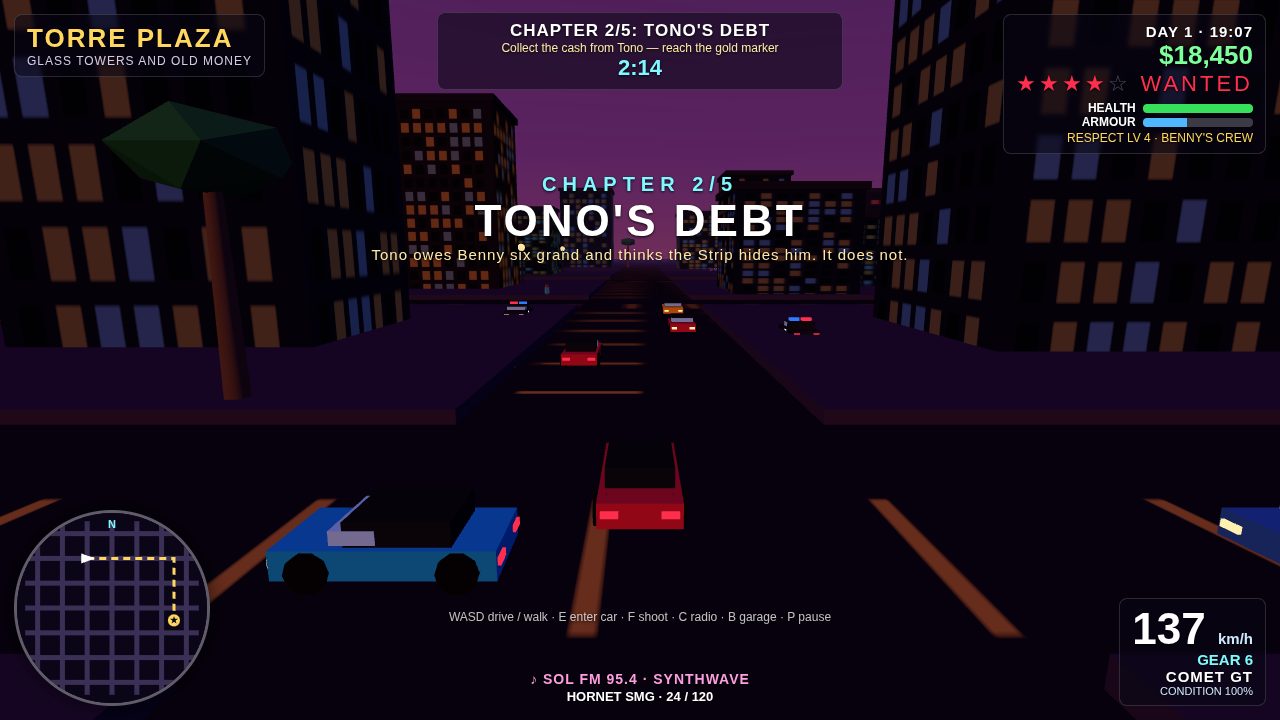 TORRE PLAZA
GLASS TOWERS AND OLD MONEY
CHAPTER 2/5: TONO'S DEBT
Collect the cash from Tono — reach the gold marker
2:14
DAY 1 · 19:07
$18,450
★★★★☆ WANTED
HEALTH
ARMOUR
RESPECT LV 4 · BENNY'S CREW
CHAPTER 2/5
TONO'S DEBT
Tono owes Benny six grand and thinks the Strip hides him. It does not.
N
WASD drive / walk · E enter car · F shoot · C radio · B garage · P pause
♪ SOL FM 95.4 · SYNTHWAVE
HORNET SMG · 24 / 120
137 km/h
GEAR 6
COMET GT
CONDITION 100%